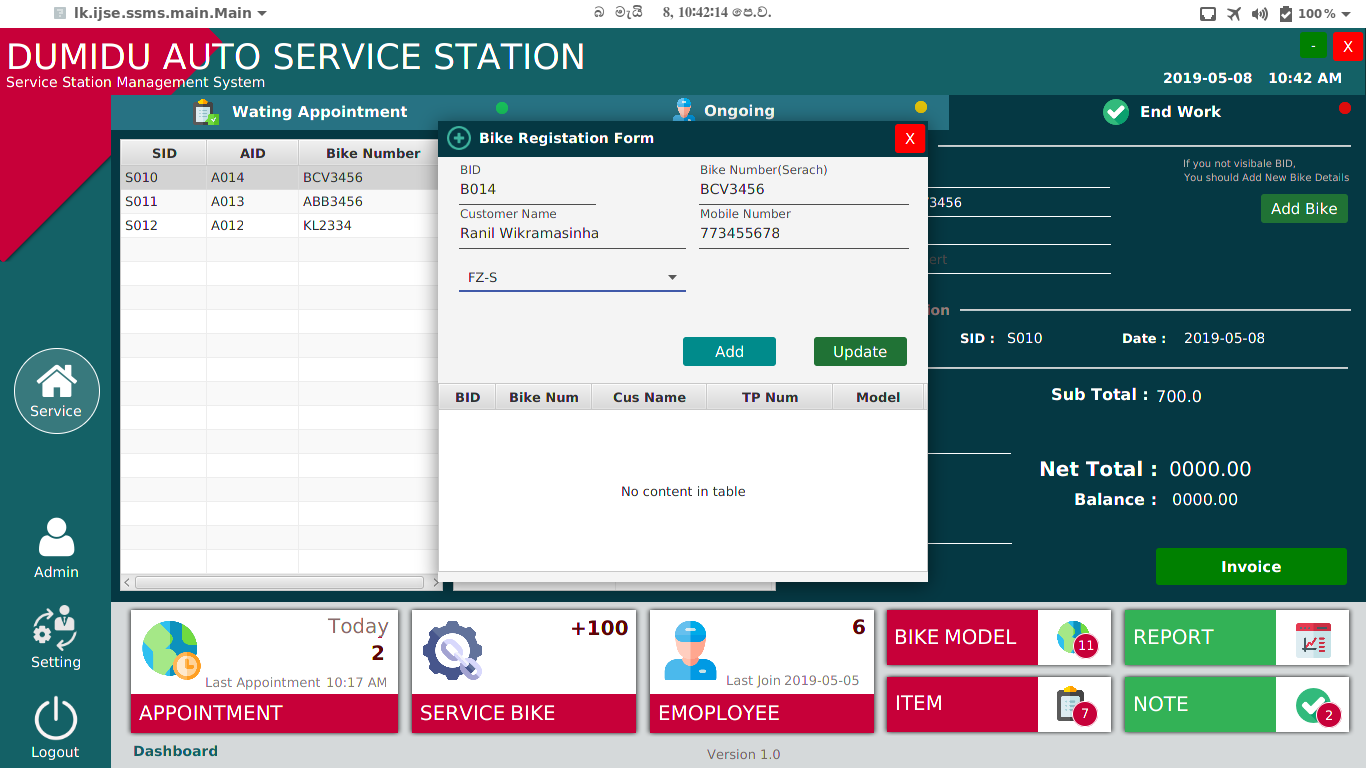 lk.ijse.ssms.main.Main
බ මැයි 8, 10:42:14 පෙ.ව.
100 %
DUMIDU AUTO SERVICE STATION
Service Station Management System
-
X
2019-05-08 10:42 AM
Wating Appointment
Ongoing
End Work
SID AID Bike Number
S010 A014 BCV3456
S011 A013 ABB3456
S012 A012 KL2334
Bike Registation Form
X
BID
B014
Bike Number(Serach)
BCV3456
Customer Name
Ranil Wikramasinha
Mobile Number
773455678
FZ-S
Add
Update
BID Bike Num Cus Name TP Num Model
No content in table
If you not visibale BID,
You should Add New Bike Details
3456
Add Bike
ert
ion
SID : S010
Date : 2019-05-08
Sub Total : 700.0
Net Total : 0000.00
Balance : 0000.00
Invoice
Service
Admin
Setting
Logout
Today
2
Last Appointment 10:17 AM
APPOINTMENT
+100
SERVICE BIKE
6
Last Join 2019-05-05
EMOPLOYEE
BIKE MODEL
11
REPORT
ITEM
7
NOTE
2
Dashboard
Version 1.0